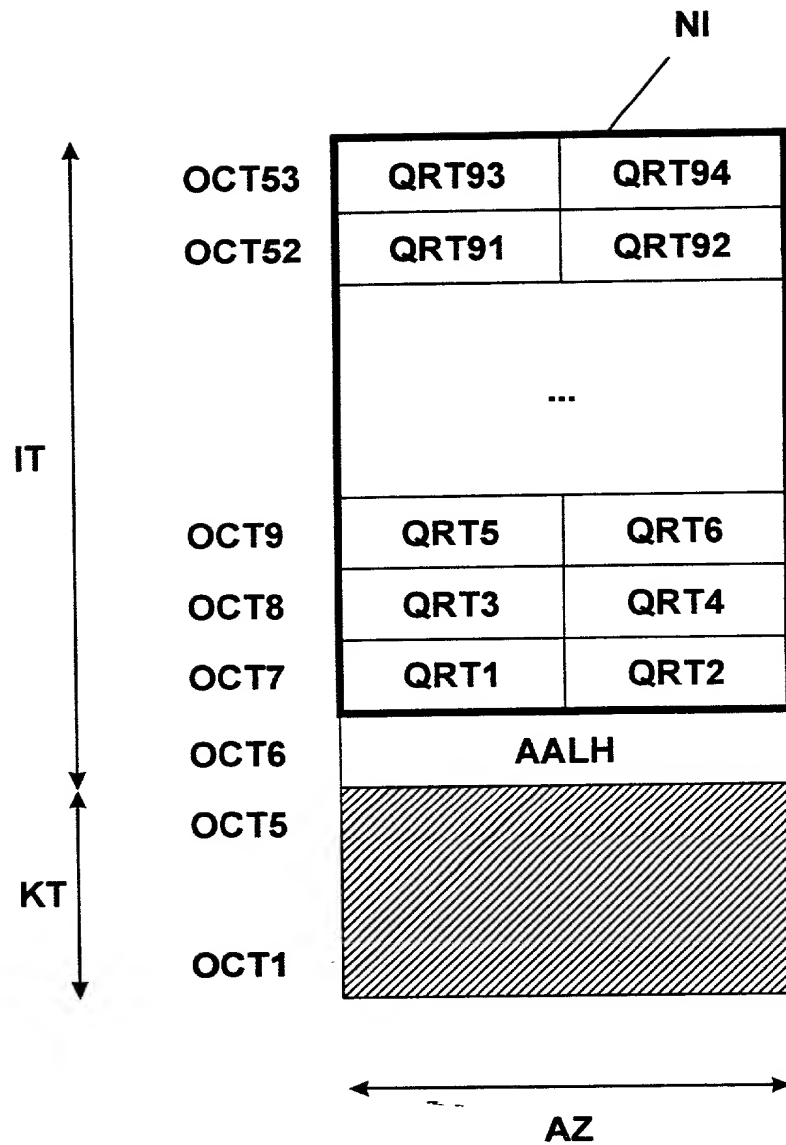 NI
OCT53 QRT93 QRT94
OCT52 QRT91 QRT92
...
IT
OCT9 QRT5 QRT6
OCT8 QRT3 QRT4
OCT7 QRT1 QRT2
OCT6 AALH
OCT5
KT
OCT1
AZ